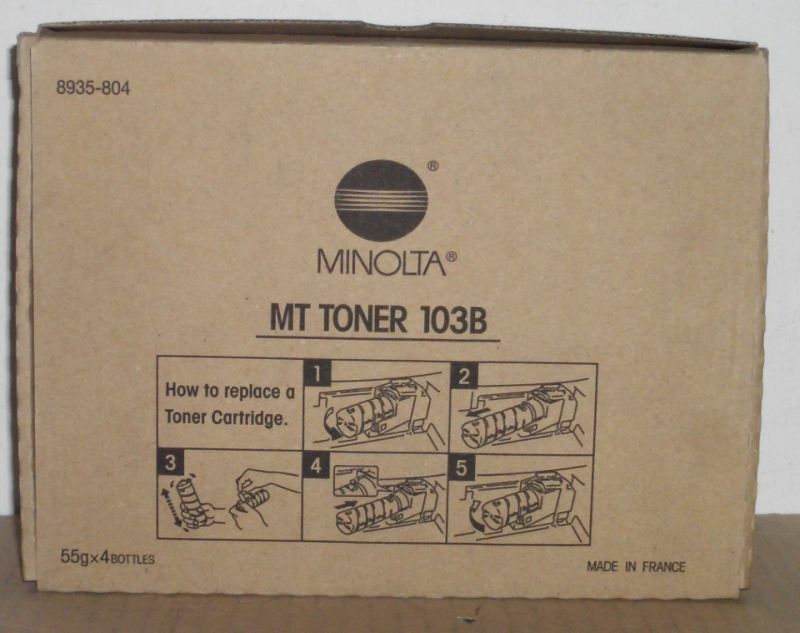 8935-804
®
MINOLTA®
MT TONER 103B
How to replace a
Toner Cartridge.
1
2
3
4
5
55g×4BOTTLES
MADE IN FRANCE